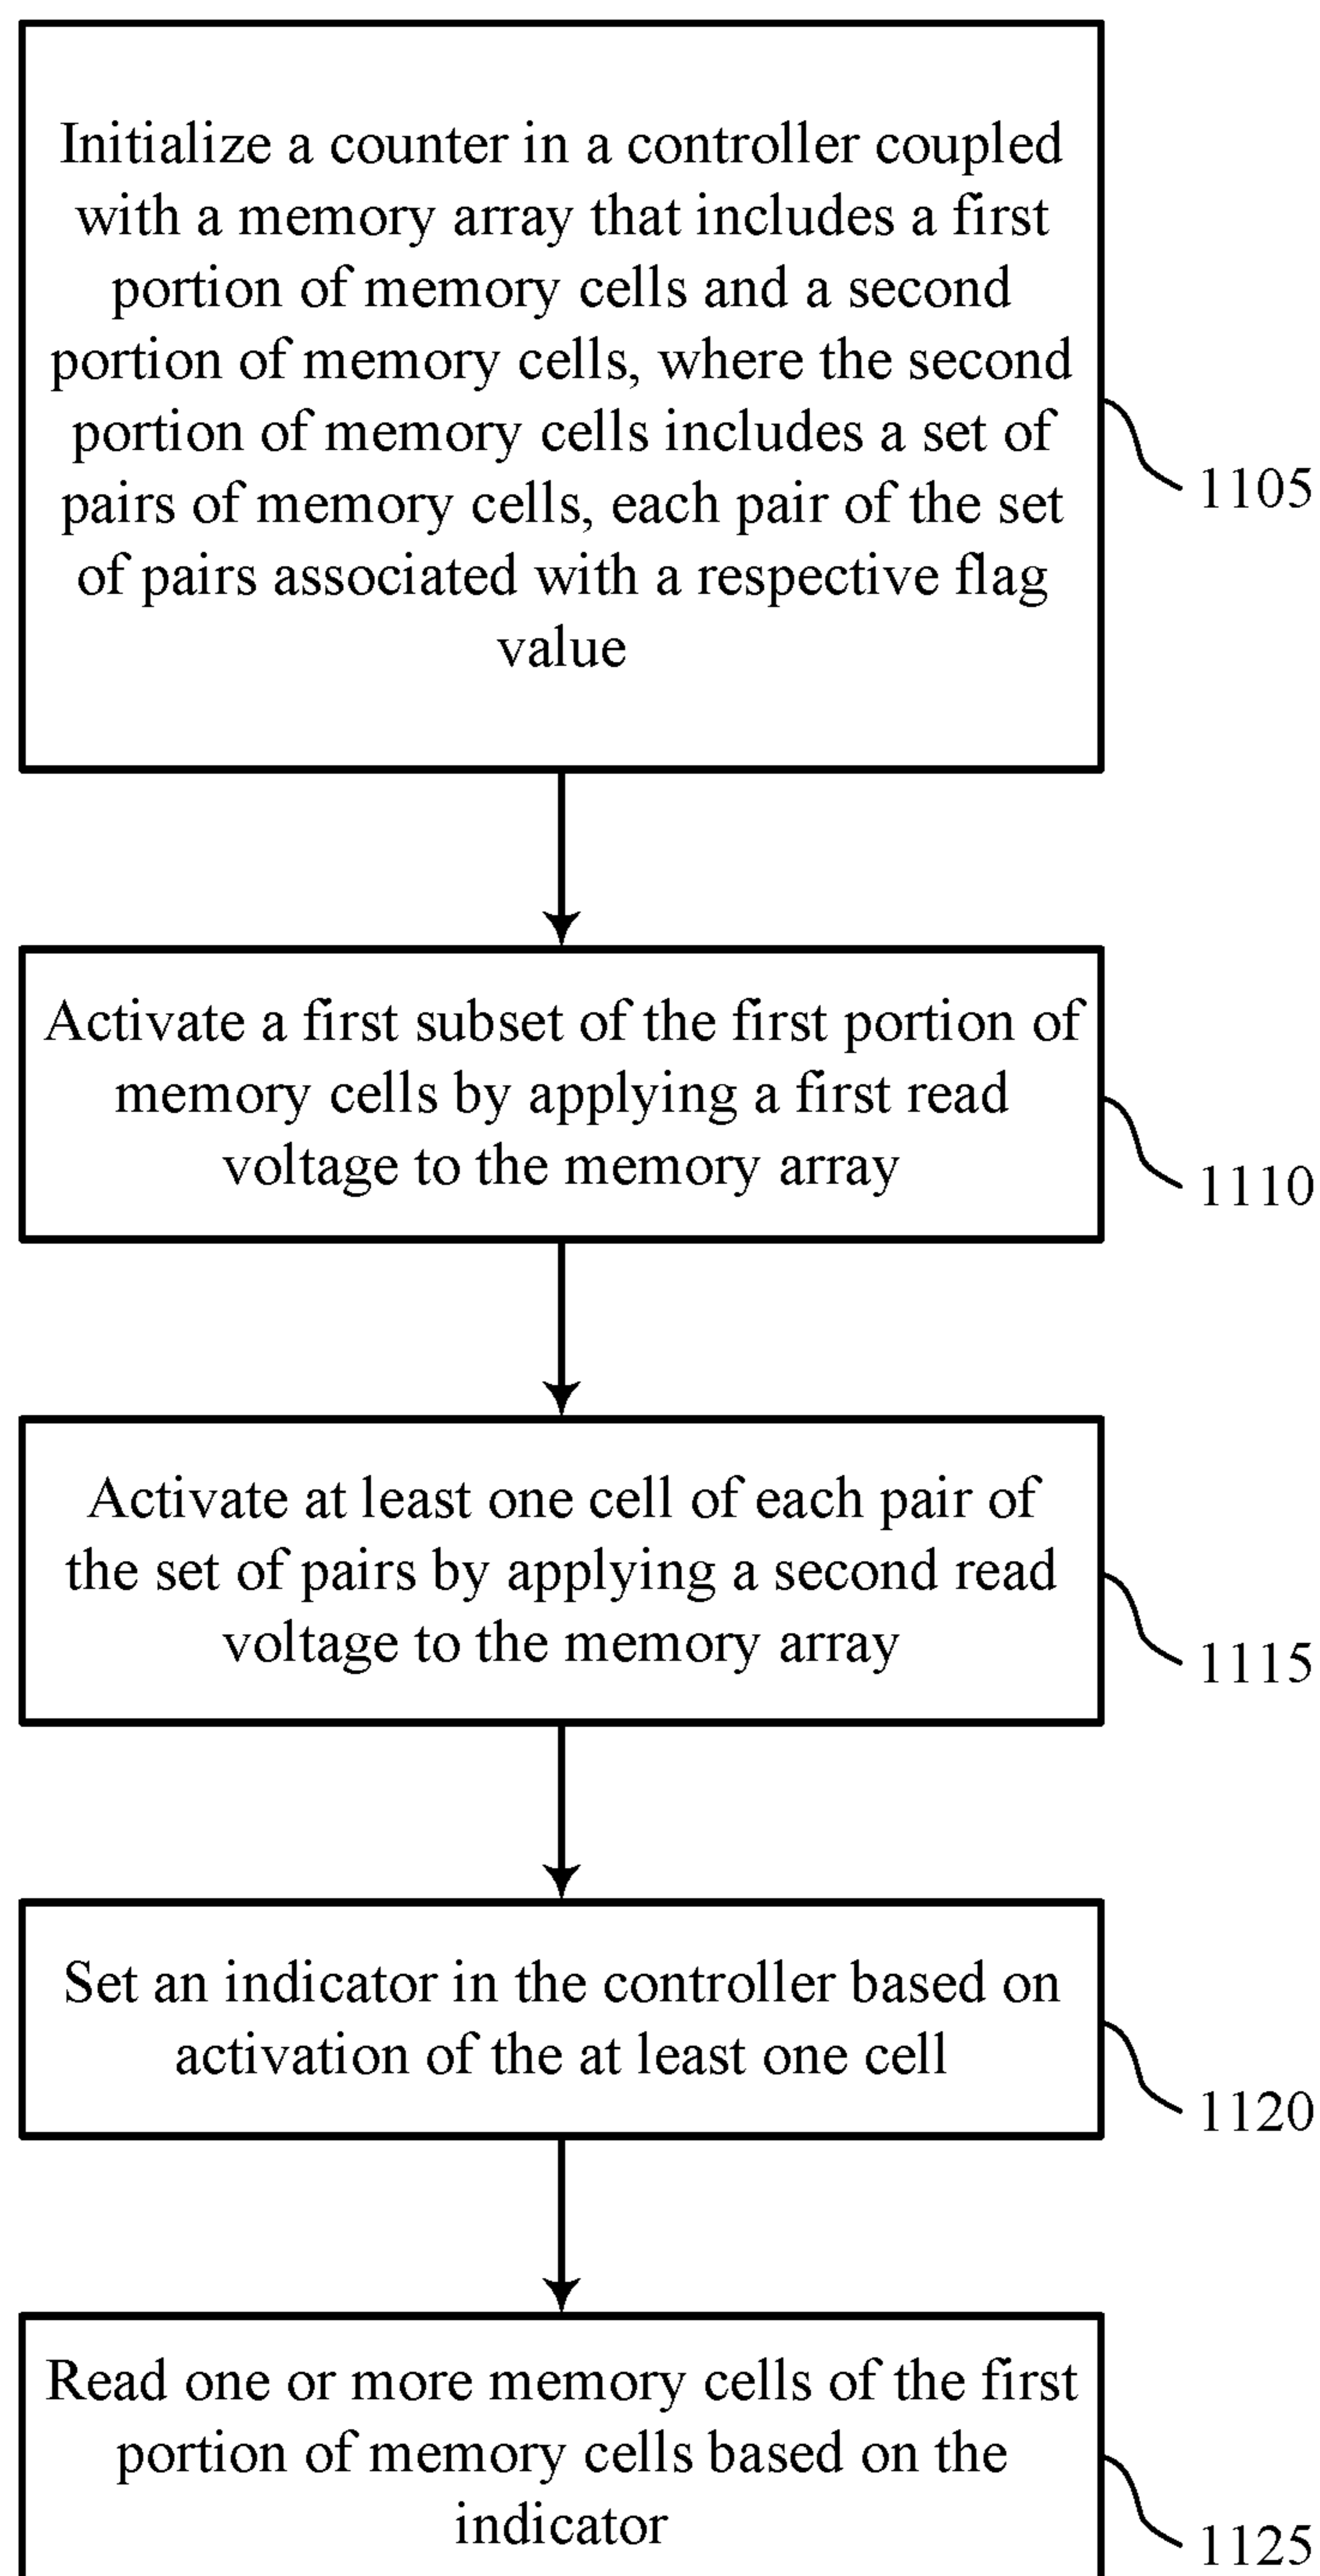 Initialize a counter in a controller coupled
with a memory array that includes a first
portion of memory cells and a second
portion of memory cells, where the second
portion of memory cells includes a set of
pairs of memory cells, each pair of the set
of pairs associated with a respective flag
value
1105
Activate a first subset of the first portion of
memory cells by applying a first read
voltage to the memory array
1110
Activate at least one cell of each pair of
the set of pairs by applying a second read
voltage to the memory array
1115
Set an indicator in the controller based on
activation of the at least one cell
1120
Read one or more memory cells of the first
portion of memory cells based on the
indicator
1125